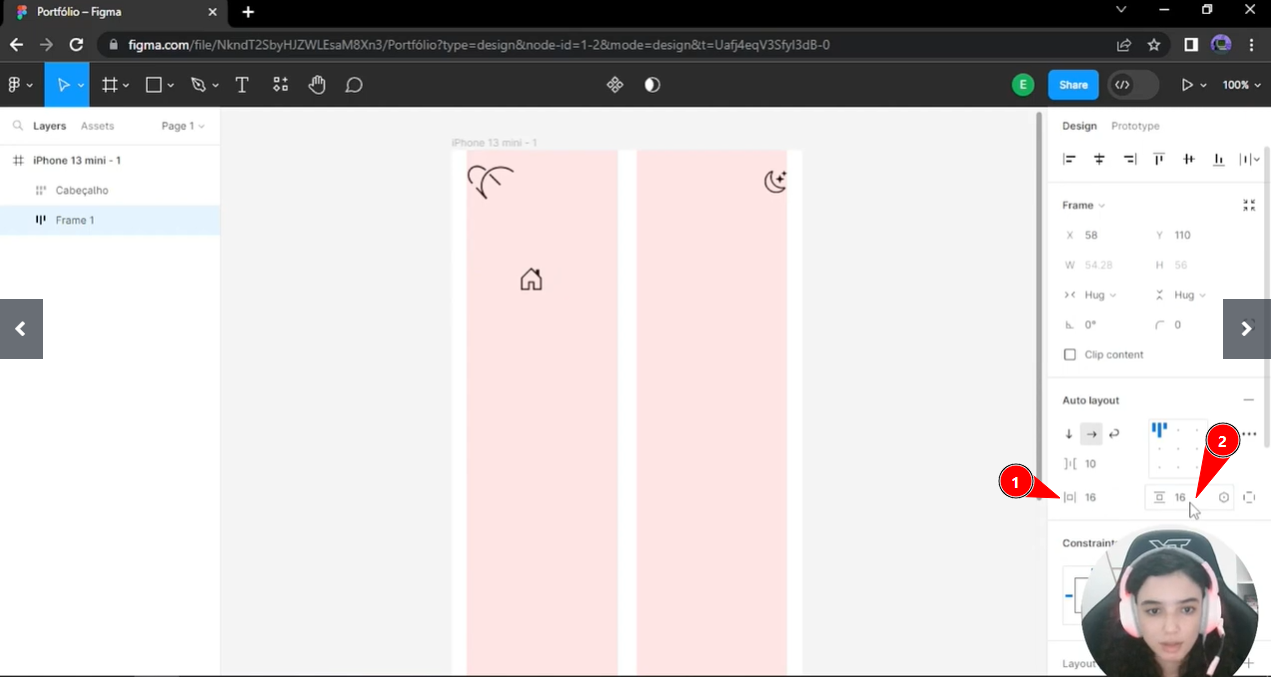 Portfólio – Figma
figma.com/file/NkndT2SbyHJZWLEsaM8Xn3/Portfólio?type=design&node-id=1-2&mode=design&t=Uafj4eqV3SfyI3dB-0
E Share 100%
Layers Assets Page 1
iPhone 13 mini - 1
Cabeçalho
Frame 1
iPhone 13 mini - 1
Design Prototype
Frame
X 58 Y 110
W 54.28 H 56
Hug Hug
0° 0
Clip content
Auto layout
10
16 16
1
2
Constraints
Layout